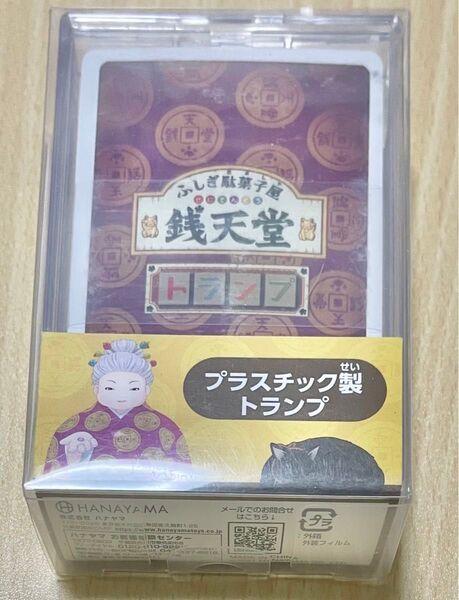 ふしぎ駄菓子屋
ぜにてんどう
銭天堂
トランプ
せい
プラスチック製
トランプ
HANAYAMA
株式会社 ハナヤマ
メールでのお問合せ
はこちら↓
ハナヤマ お客様相談センター
プラ
:外箱
外装フィルム